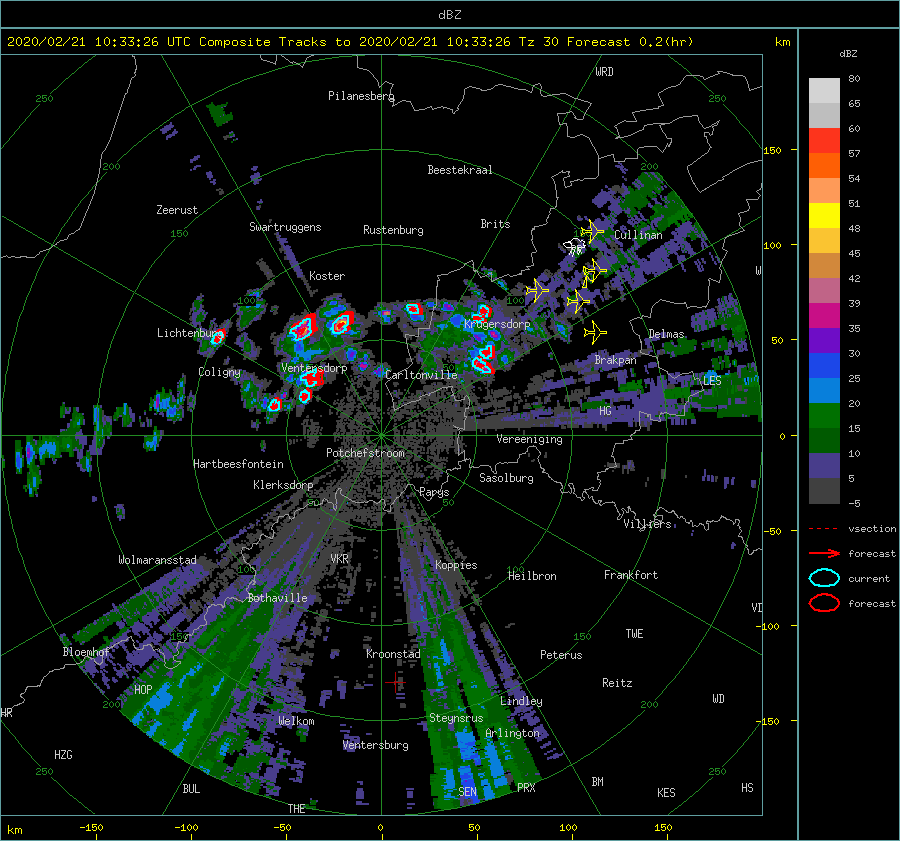 dBZ
2020/02/21 10:33:26 UTC Composite Tracks to 2020/02/21 10:33:26 Tz 30 Forecast 0.2(hr)
km
dBZ
80
65
60
57
54
51
48
45
42
39
35
30
25
20
15
10
5
-5
vsection
forecast
current
forecast
150
100
50
0
-50
-100
-150
km
-150
-100
-50
0
50
100
150
250
250
200
200
150
100
100
50
50
100
100
150
150
200
200
250
250
WRD
Pilanesberg
Beestekraal
Zeerust
Swartruggens
Rustenburg
Brits
Cullinan
Koster
Lichtenburg
Krugersdorp
Delmas
Brakpan
Coligny
Ventersdorp
Carltonville
LES
HG
Vereeniging
Potchefstroom
Hartbeesfontein
Klerksdorp
Sasolburg
Parys
Villiers
Wolmaransstad
VKR
Koppies
Heilbron
Frankfort
Bothaville
Bloemhof
Kroonstad
Peterus
TWE
HOP
Reitz
WD
HR
Welkom
Steynsrus
Lindley
Arlington
Ventersburg
HZG
BUL
THE
SEN
PRX
BM
KES
HS